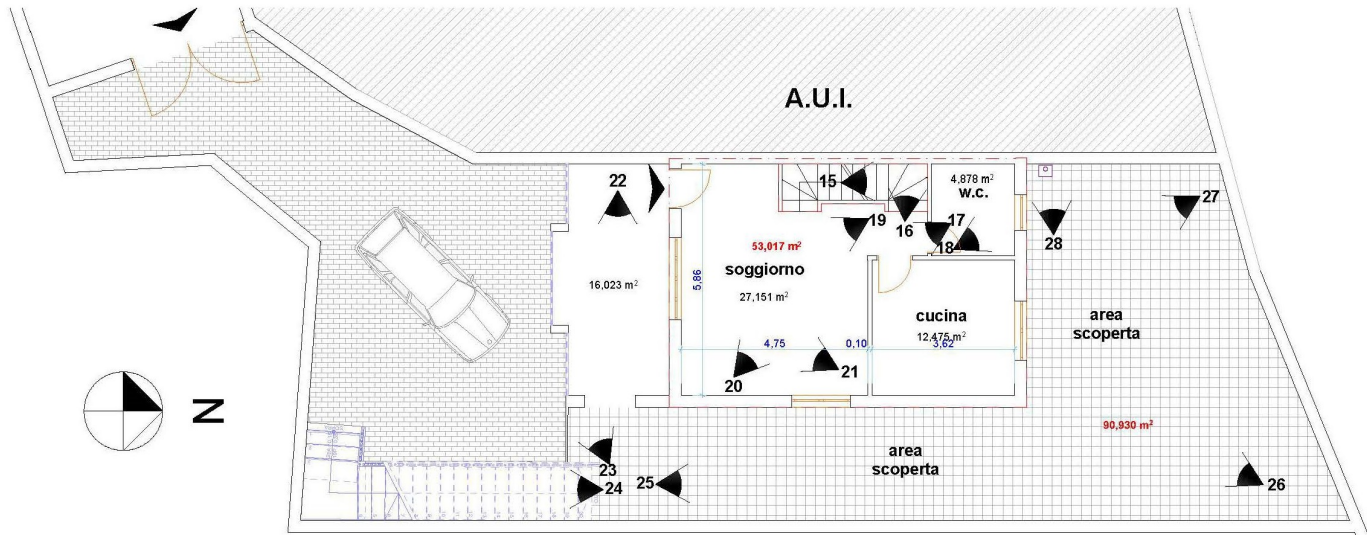 A.U.I.
22
15
4,878 m²
w.c.
27
19
16
17
18
28
53,017 m²
soggiorno
27,151 m²
5,86
16,023 m²
cucina
12,475 m²
area
scoperta
4,75
0,10
3,62
20
21
N
90,930 m²
23
24
25
area
scoperta
26